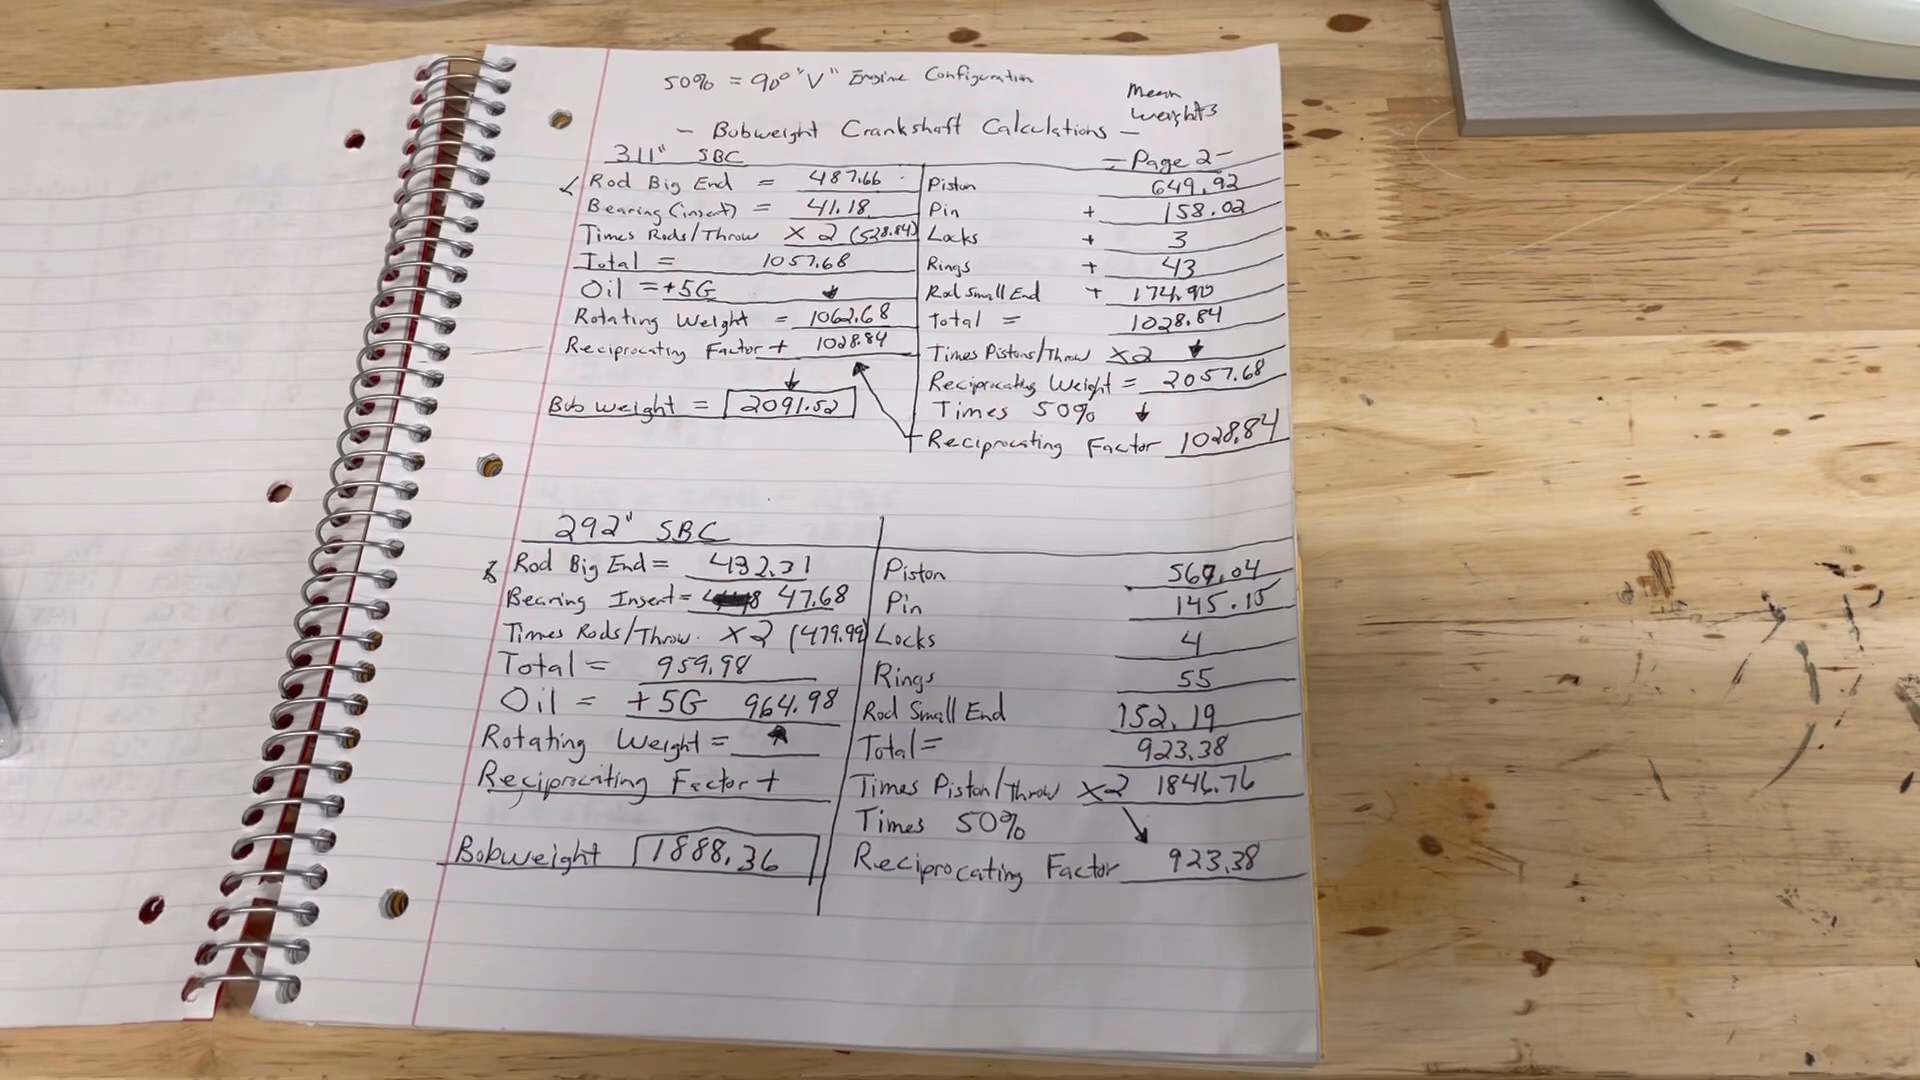 50% = 90° "V" Engine Configuration
Mean
Weights
- Bobweight Crankshaft Calculations -
= Page 2 -
311" SBC
Rod Big End = 487.66
Bearing (insert) = 41.18
Times Rods/Throw X 2 (528.84)
Total = 1057.68
Oil = +5G
Rotating Weight = 1062.68
Reciprocating Factor + 1028.84
Bob weight = 2091.52
Piston 649.92
Pin + 158.02
Locks + 3
Rings + 43
Rod Small End + 174.90
Total = 1028.84
Times Pistons/Throw X2
Reciprocating Weight = 2057.68
Times 50%
Reciprocating Factor 1028.84
292" SBC
Rod Big End = 432.31
Bearing Insert = 47.68
Times Rods/Throw. X2 (479.99)
Total = 959.98
Oil = +5G 964.98
Rotating Weight =
Reciprocating Factor +
Bobweight 1888.36
Piston 567.04
Pin 145.15
Locks 4
Rings 55
Rod Small End 152.19
Total = 923.38
Times Piston/Throw X2 1846.76
Times 50%
Reciprocating Factor 923.38